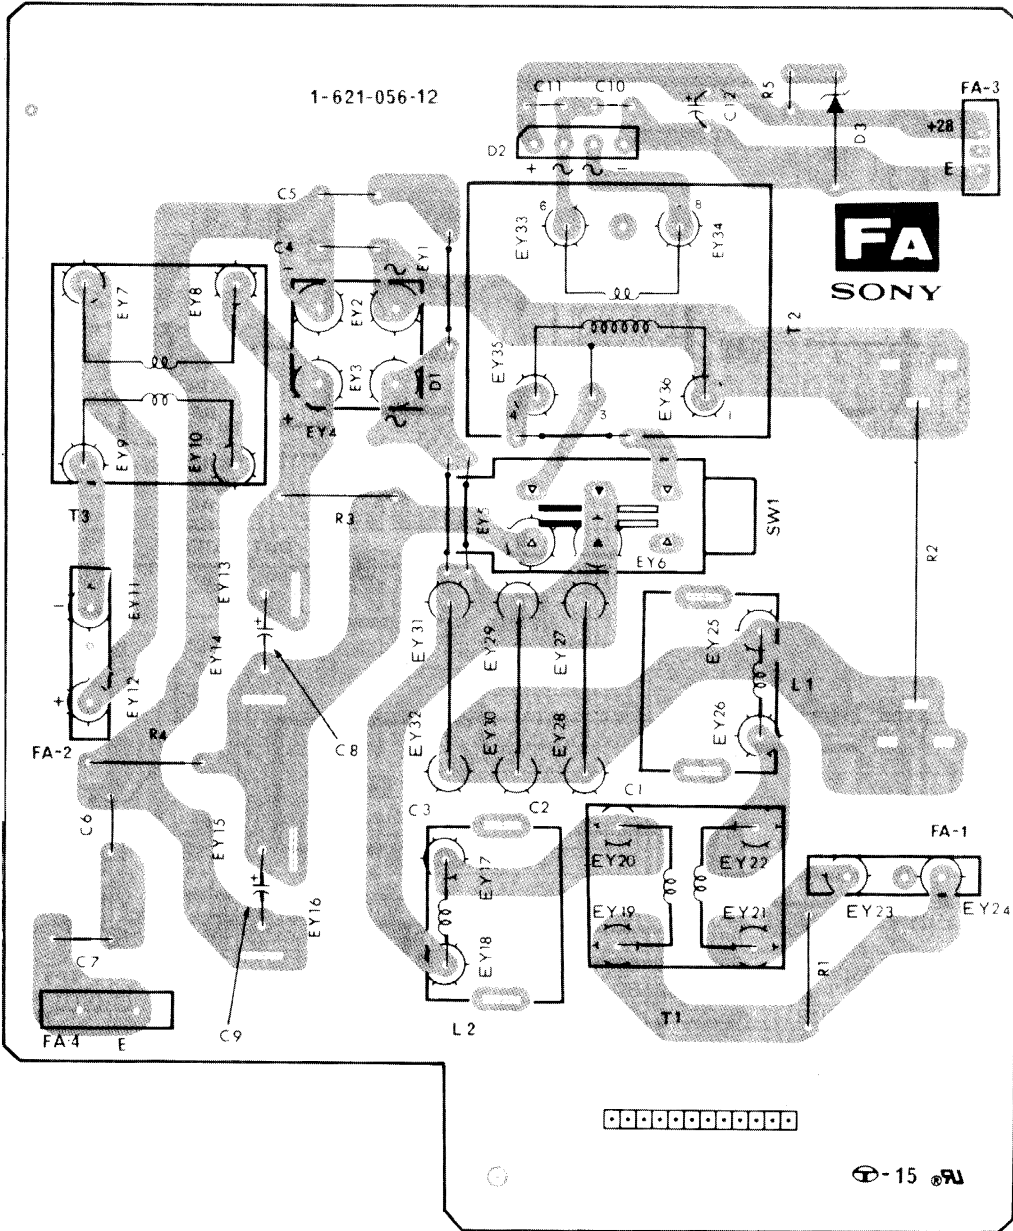 1-621-056-12
C11
C10
C12
R5
FA-3
+28
D3
E
D2
+
-
C5
C4
EY1
6
8
EY33
EY34
FA
SONY
EY7
EY8
EY2
T2
EY35
EY3
D1
EY36
3
1
+
EY4
EY9
EY10
T3
R3
EY5
EY6
SW1
R2
-
EY11
EY13
EY14
EY31
EY29
EY27
EY25
L1
+
EY12
FA-2
R4
C8
EY32
EY30
EY28
EY26
C6
EY15
C3
C2
C1
FA-1
EY17
EY20
EY22
EY16
EY23
EY24
C7
EY18
EY19
EY21
R1
FA-4
E
C9
L2
T1
T-15 ®